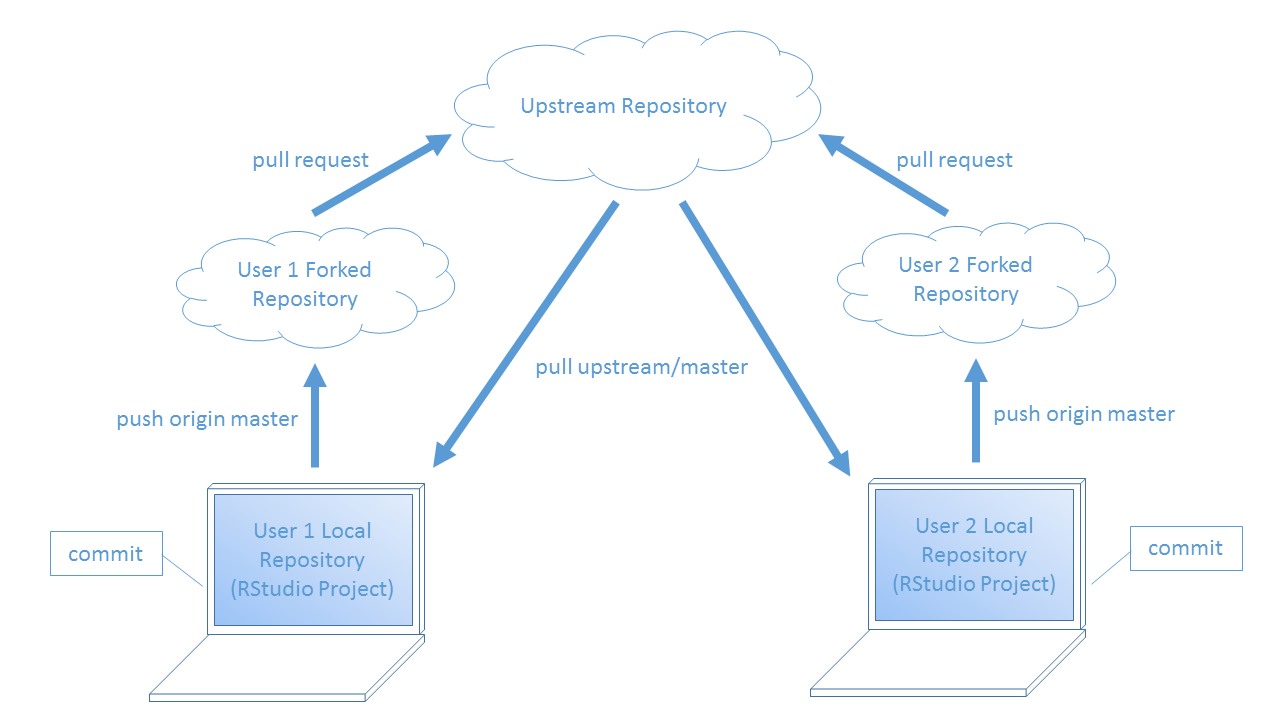 Upstream Repository
pull request
pull request
User 1 Forked
Repository
User 2 Forked
Repository
pull upstream/master
push origin master
push origin master
User 1 Local
Repository
(RStudio Project)
User 2 Local
Repository
(RStudio Project)
commit
commit